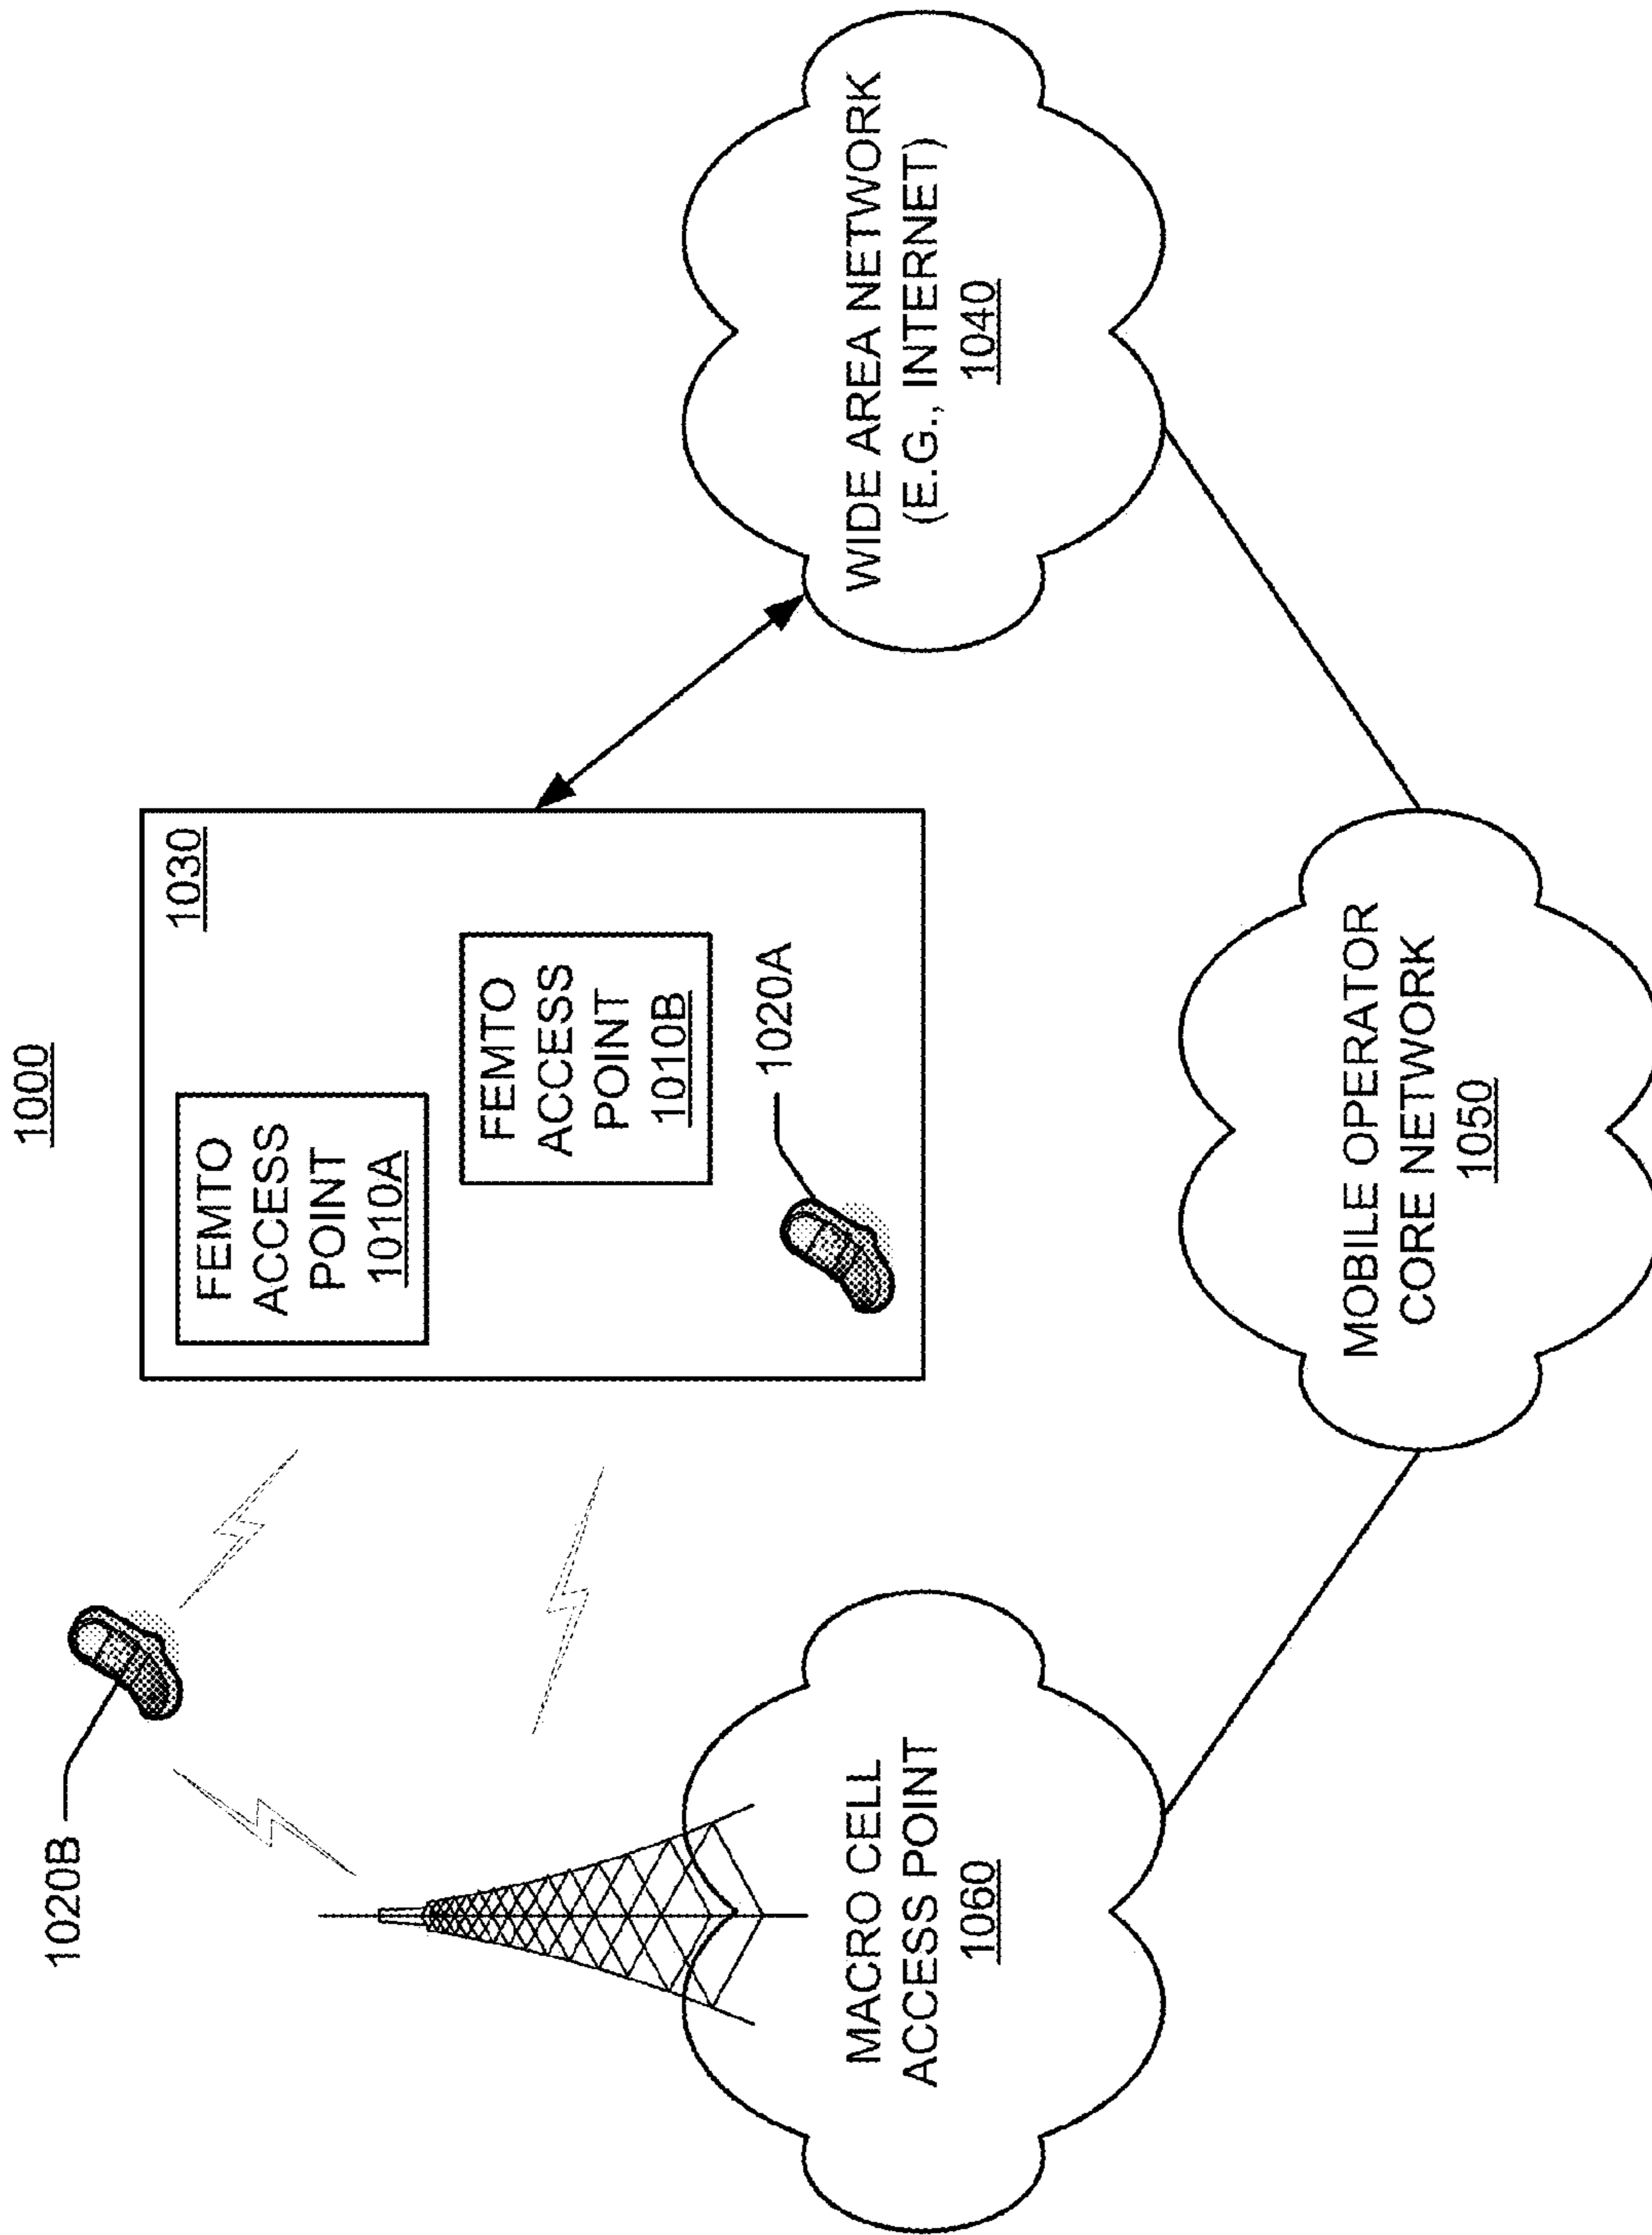 1000
1020B
1030
FEMTO
ACCESS
POINT
1010A
FEMTO
ACCESS
POINT
1010B
1020A
MACRO CELL
ACCESS POINT
1060
WIDE AREA NETWORK
(E.G., INTERNET)
1040
MOBILE OPERATOR
CORE NETWORK
1050